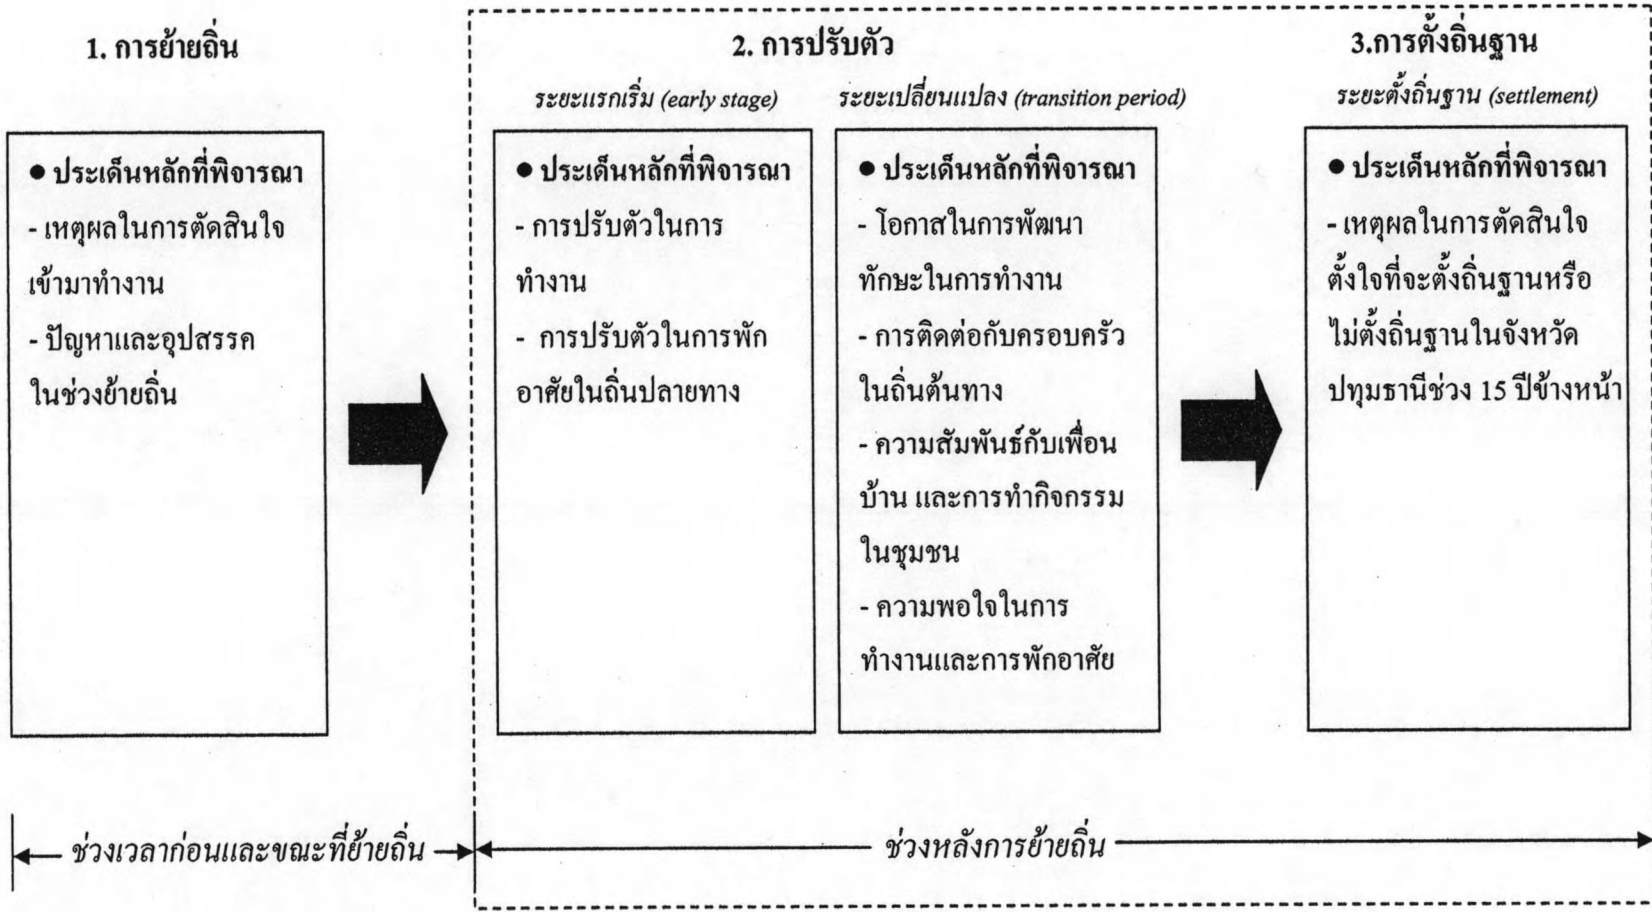 1. การย้ายถิ่น
2. การปรับตัว
3.การตั้งถิ่นฐาน
ระยะแรกเริ่ม (early stage)
ระยะเปลี่ยนแปลง (transition period)
ระยะตั้งถิ่นฐาน (settlement)
● ประเด็นหลักที่พิจารณา
- เหตุผลในการตัดสินใจ
เข้ามาทำงาน
- ปัญหาและอุปสรรค
ในช่วงย้ายถิ่น
● ประเด็นหลักที่พิจารณา
- การปรับตัวในการ
ทำงาน
- การปรับตัวในการพัก
อาศัยในถิ่นปลายทาง
● ประเด็นหลักที่พิจารณา
- โอกาสในการพัฒนา
ทักษะในการทำงาน
- การติดต่อกับครอบครัว
ในถิ่นต้นทาง
- ความสัมพันธ์กับเพื่อน
บ้าน และการทำกิจกรรม
ในชุมชน
- ความพอใจในการ
ทำงานและการพักอาศัย
● ประเด็นหลักที่พิจารณา
- เหตุผลในการตัดสินใจ
ตั้งใจที่จะตั้งถิ่นฐานหรือ
ไม่ตั้งถิ่นฐานในจังหวัด
ปทุมธานีช่วง 15 ปีข้างหน้า
ช่วงเวลาก่อนและขณะที่ย้ายถิ่น
ช่วงหลังการย้ายถิ่น